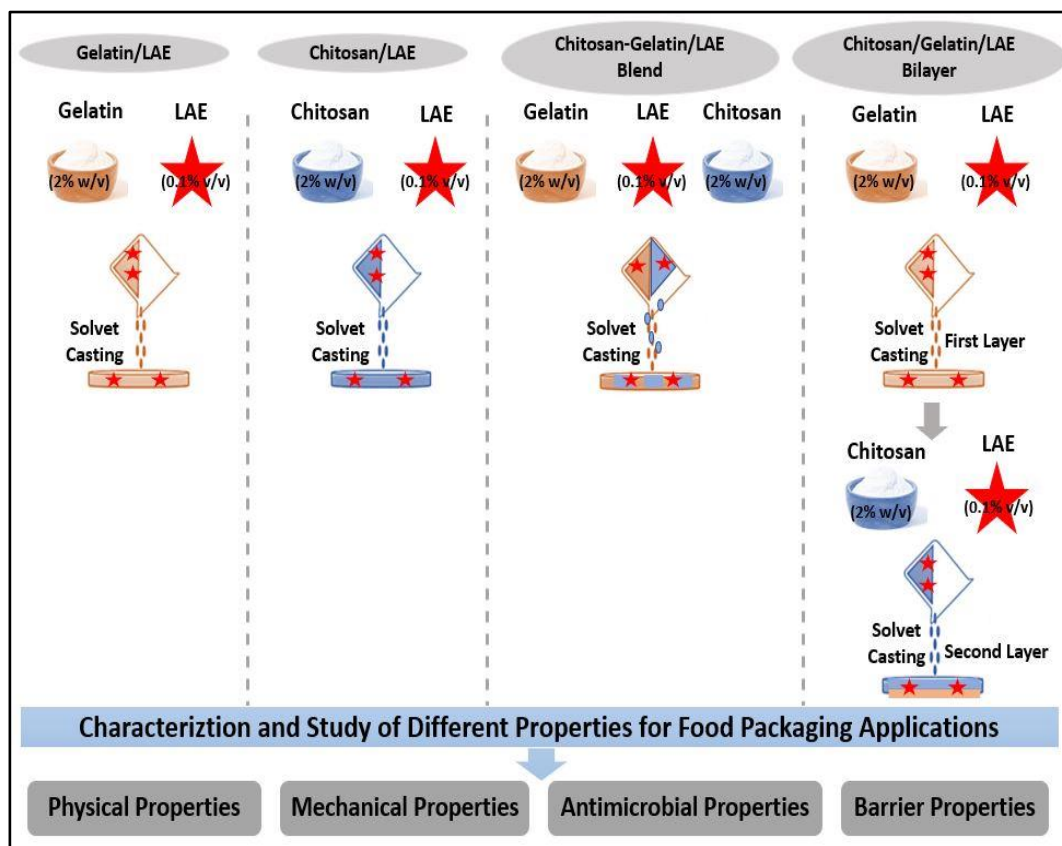 Gelatin/LAE
Gelatin
LAE
(2% w/v)
(0.1% v/v)
Solvet
Casting
Chitosan/LAE
Chitosan
LAE
(2% w/v)
(0.1% v/v)
Solvet
Casting
Chitosan-Gelatin/LAE
Blend
Gelatin
LAE
Chitosan
(2% w/v)
(0.1% v/v)
(2% w/v)
Solvet
Casting
Chitosan/Gelatin/LAE
Bilayer
Gelatin
LAE
(2% w/v)
(0.1% v/v)
Solvet
Casting
First Layer
Chitosan
LAE
(2% w/v)
(0.1% v/v)
Solvet
Casting
Second Layer
Characteriztion and Study of Different Properties for Food Packaging Applications
Physical Properties
Mechanical Properties
Antimicrobial Properties
Barrier Properties